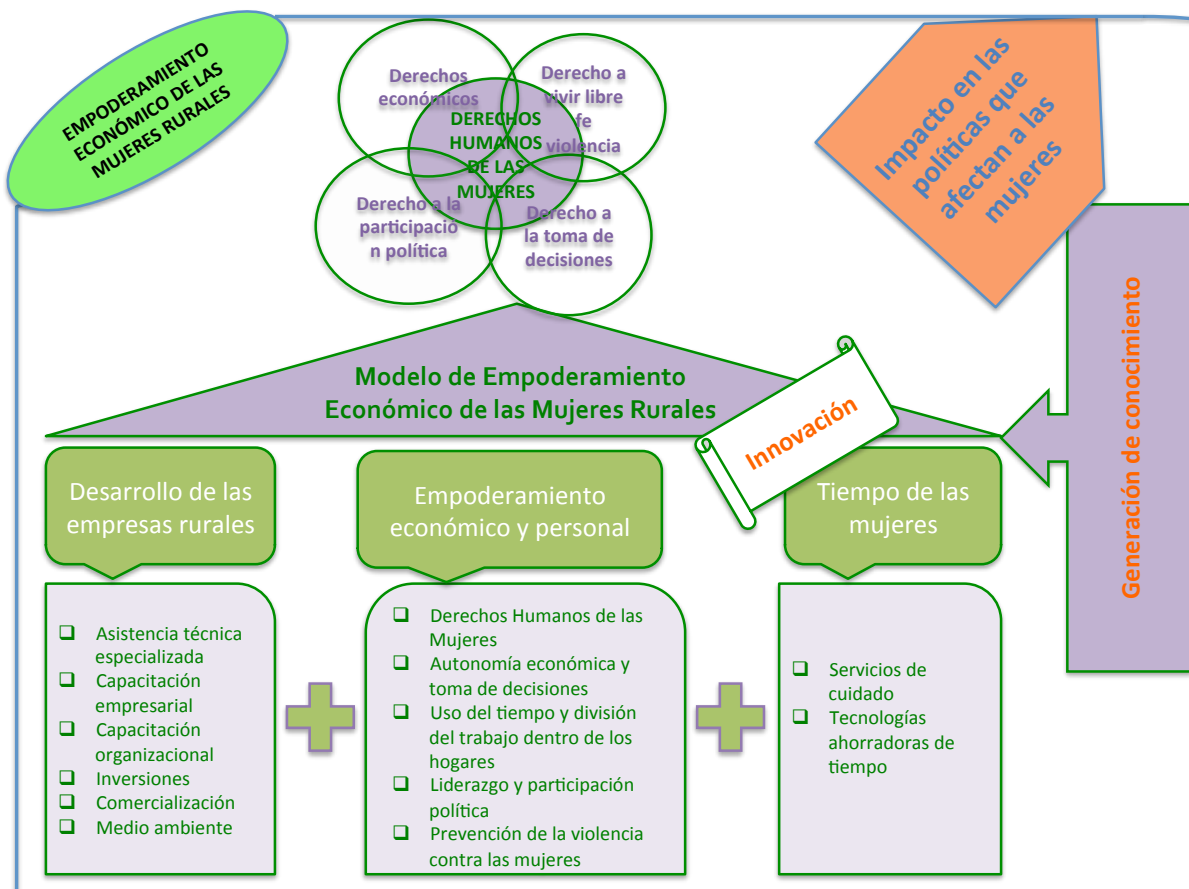 EMPODERAMIENTO
ECONÓMICO DE LAS
MUJERES RURALES
Derechos
económicos
Derecho a
vivir libre
fe
violencia
DERECHOS
HUMANOS
DE LAS
MUJERES
Derecho a la
participació
n política
Derecho a
la toma de
decisiones
Impacto en las
políticas que
afectan a las
mujeres
Generación de conocimiento
Modelo de Empoderamiento
Económico de las Mujeres Rurales
Innovación
Desarrollo de las
empresas rurales
Empoderamiento
económico y personal
Tiempo de las
mujeres
❑ Asistencia técnica
especializada
❑ Capacitación
empresarial
❑ Capacitación
organizacional
❑ Inversiones
❑ Comercialización
❑ Medio ambiente
❑ Derechos Humanos de las
Mujeres
❑ Autonomía económica y
toma de decisiones
❑ Uso del tiempo y división
del trabajo dentro de los
hogares
❑ Liderazgo y participación
política
❑ Prevención de la violencia
contra las mujeres
❑ Servicios de
cuidado
❑ Tecnologías
ahorradoras de
tiempo